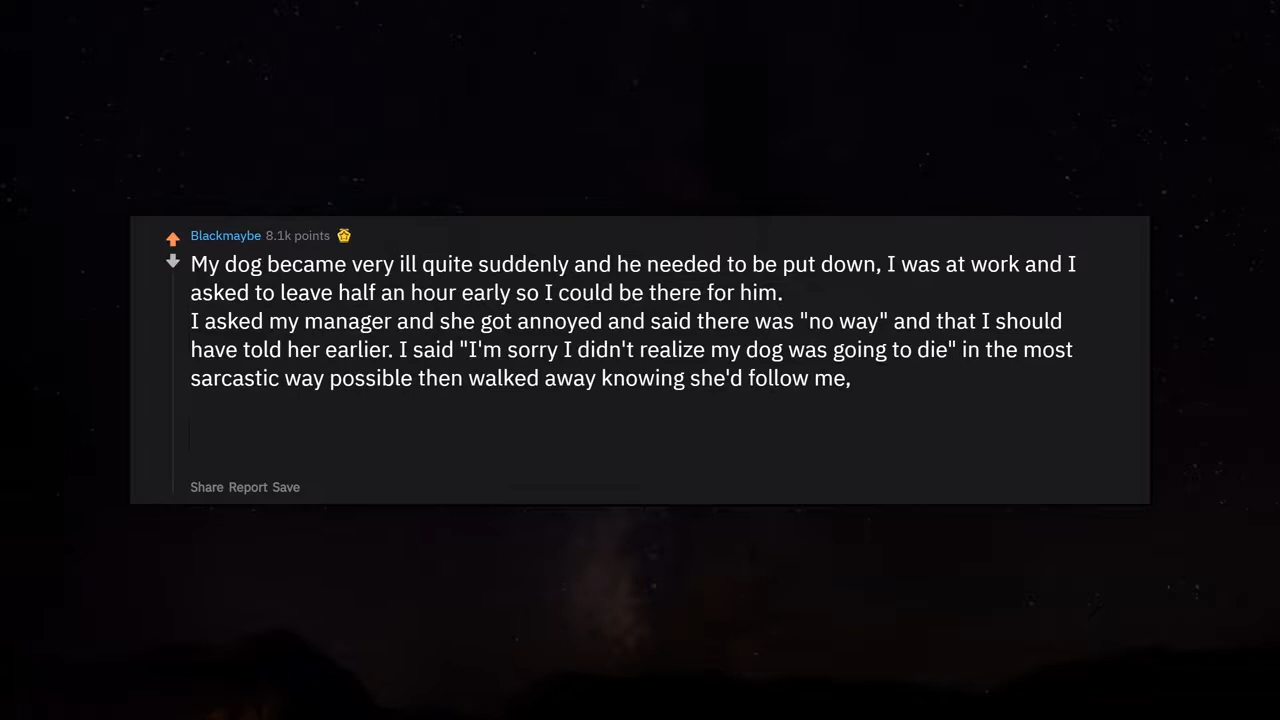 Blackmaybe 8.1k points
My dog became very ill quite suddenly and he needed to be put down, I was at work and I
asked to leave half an hour early so I could be there for him.
I asked my manager and she got annoyed and said there was "no way" and that I should
have told her earlier. I said "I'm sorry I didn't realize my dog was going to die" in the most
sarcastic way possible then walked away knowing she'd follow me,
Share Report Save